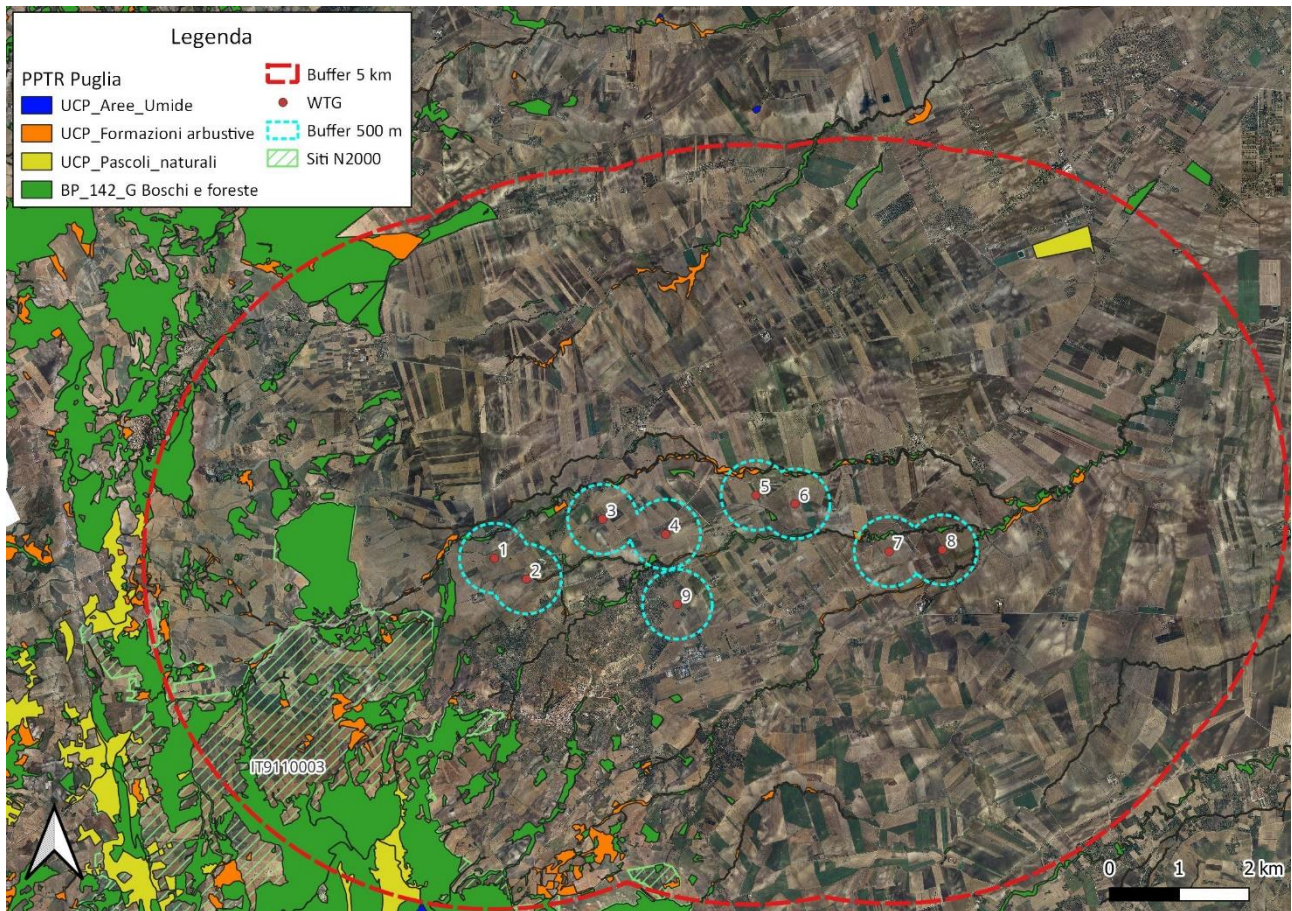 Legenda
PPTR Puglia
UCP_Aree_Umide
UCP_Formazioni arbustive
UCP_Pascoli_naturali
BP_142_G Boschi e foreste
Buffer 5 km
WTG
Buffer 500 m
Siti N2000
5
6
3
4
1
2
7
8
9
IT9110003
0 1 2 km